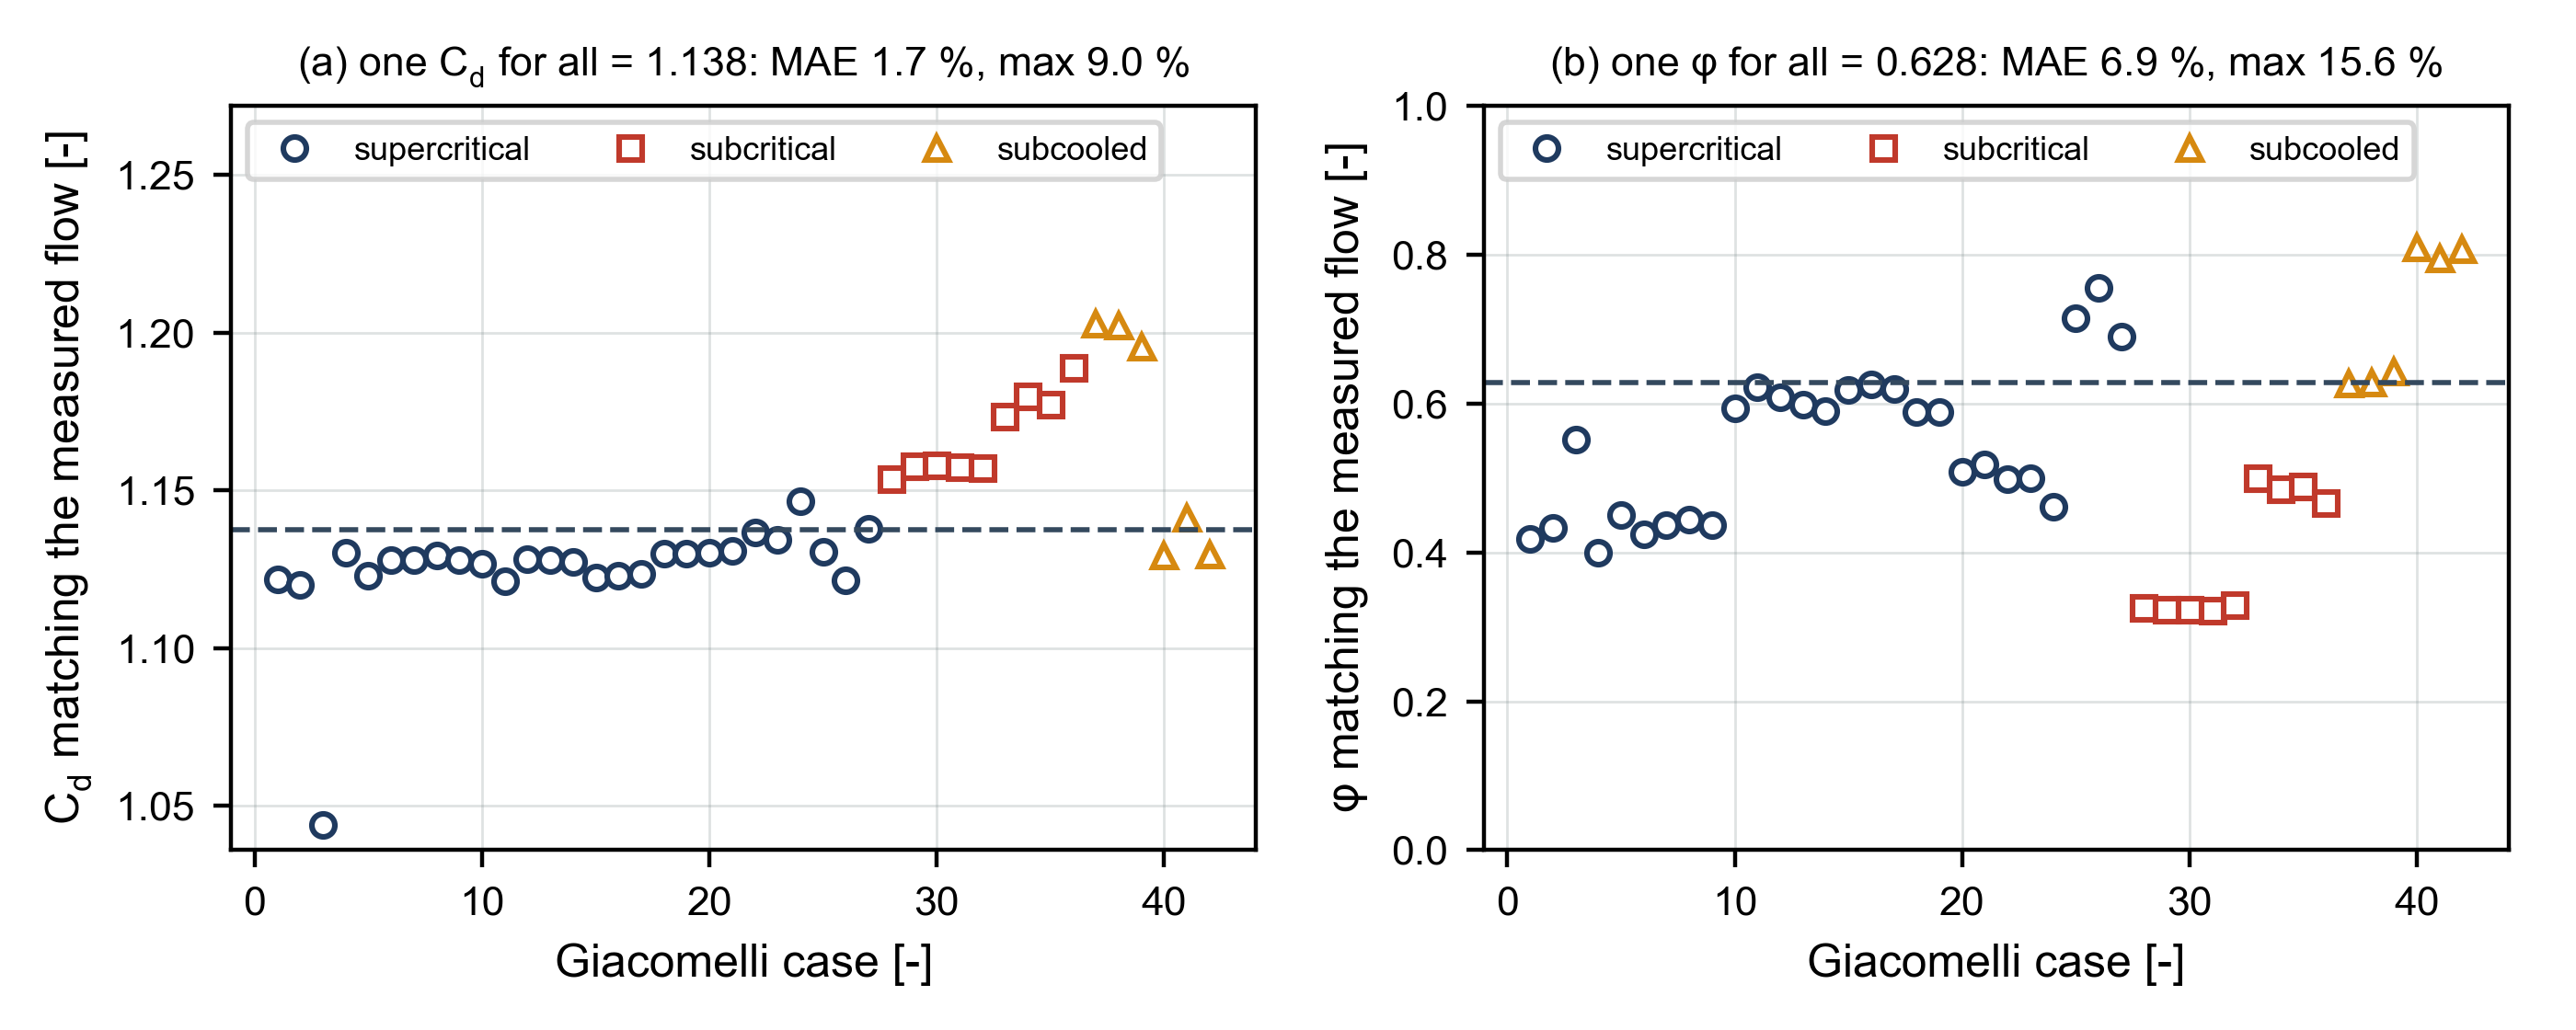 (a) one Cd for all = 1.138: MAE 1.7 %, max 9.0 %
supercritical subcritical subcooled
Cd matching the measured flow [-]
1.25
1.20
1.15
1.10
1.05
0 10 20 30 40
Giacomelli case [-]
(b) one φ for all = 0.628: MAE 6.9 %, max 15.6 %
supercritical subcritical subcooled
φ matching the measured flow [-]
1.0
0.8
0.6
0.4
0.2
0.0
0 10 20 30 40
Giacomelli case [-]